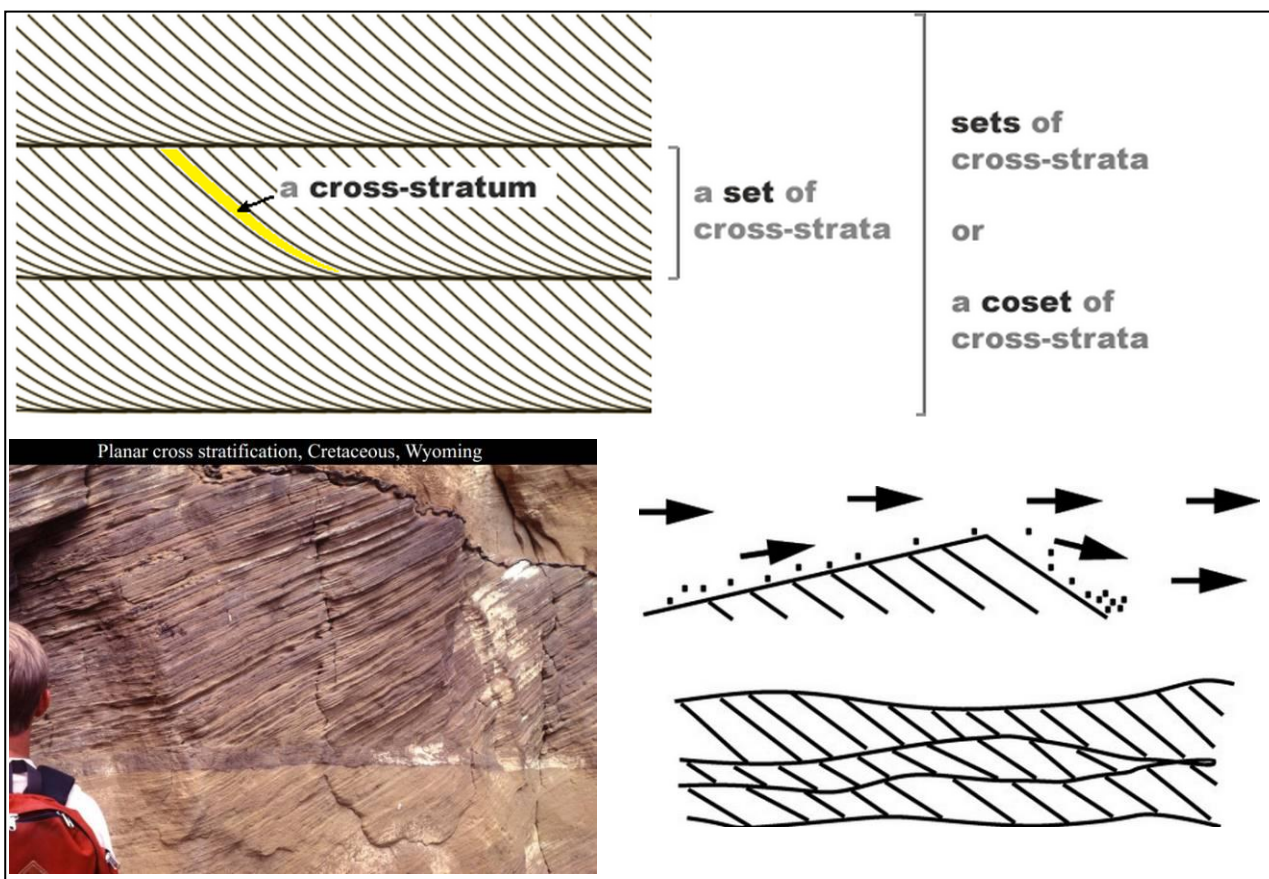 a cross-stratum
a set of
cross-strata
sets of
cross-strata
or
a coset of
cross-strata
Planar cross stratification, Cretaceous, Wyoming